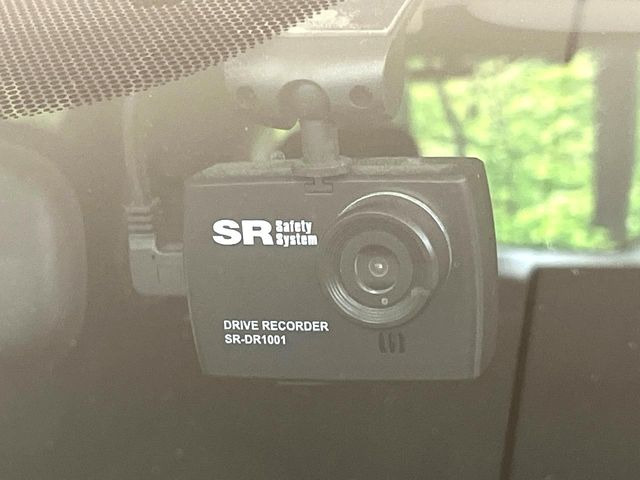 SR Safety System
DRIVE RECORDER
SR-DR1001